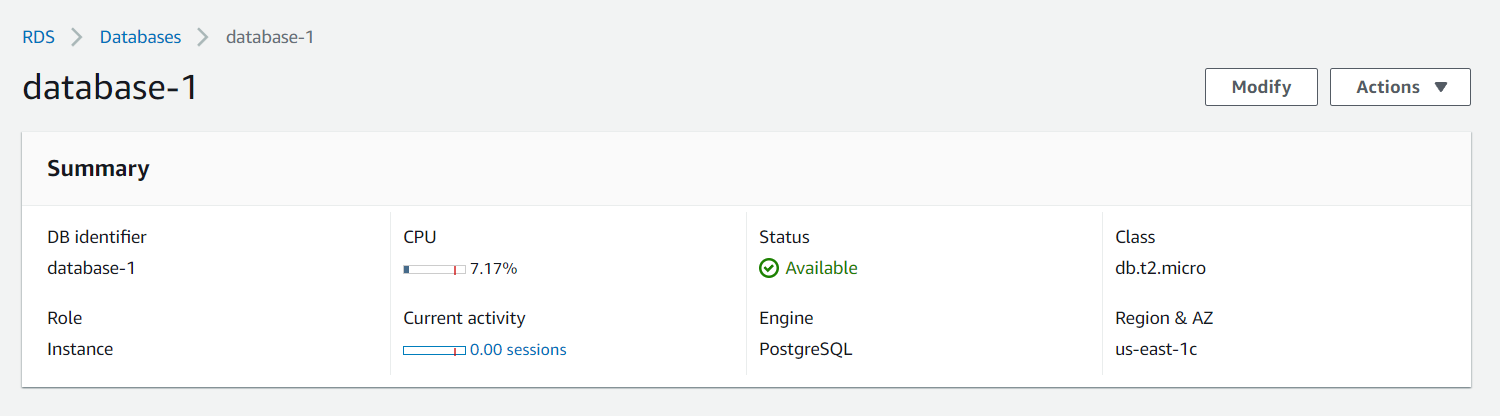 RDS Databases database-1
database-1
Modify
Actions
Summary
DB identifier
database-1
CPU
7.17%
Status
Available
Class
db.t2.micro
Role
Instance
Current activity
0.00 sessions
Engine
PostgreSQL
Region & AZ
us-east-1c